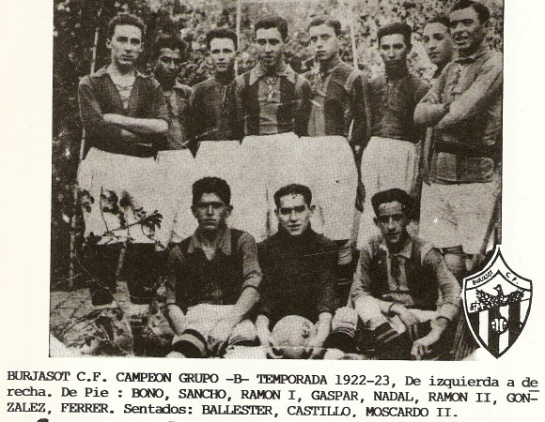 BURJASOT C.F.
BURJASOT C.F. CAMPEON GRUPO -B- TEMPORADA 1922-23, De izquierda a de
recha. De Pie : BONO, SANCHO, RAMON I, GASPAR, NADAL, RAMON II, GON-
ZALEZ, FERRER. Sentados: BALLESTER, CASTILLO, MOSCARDO II.